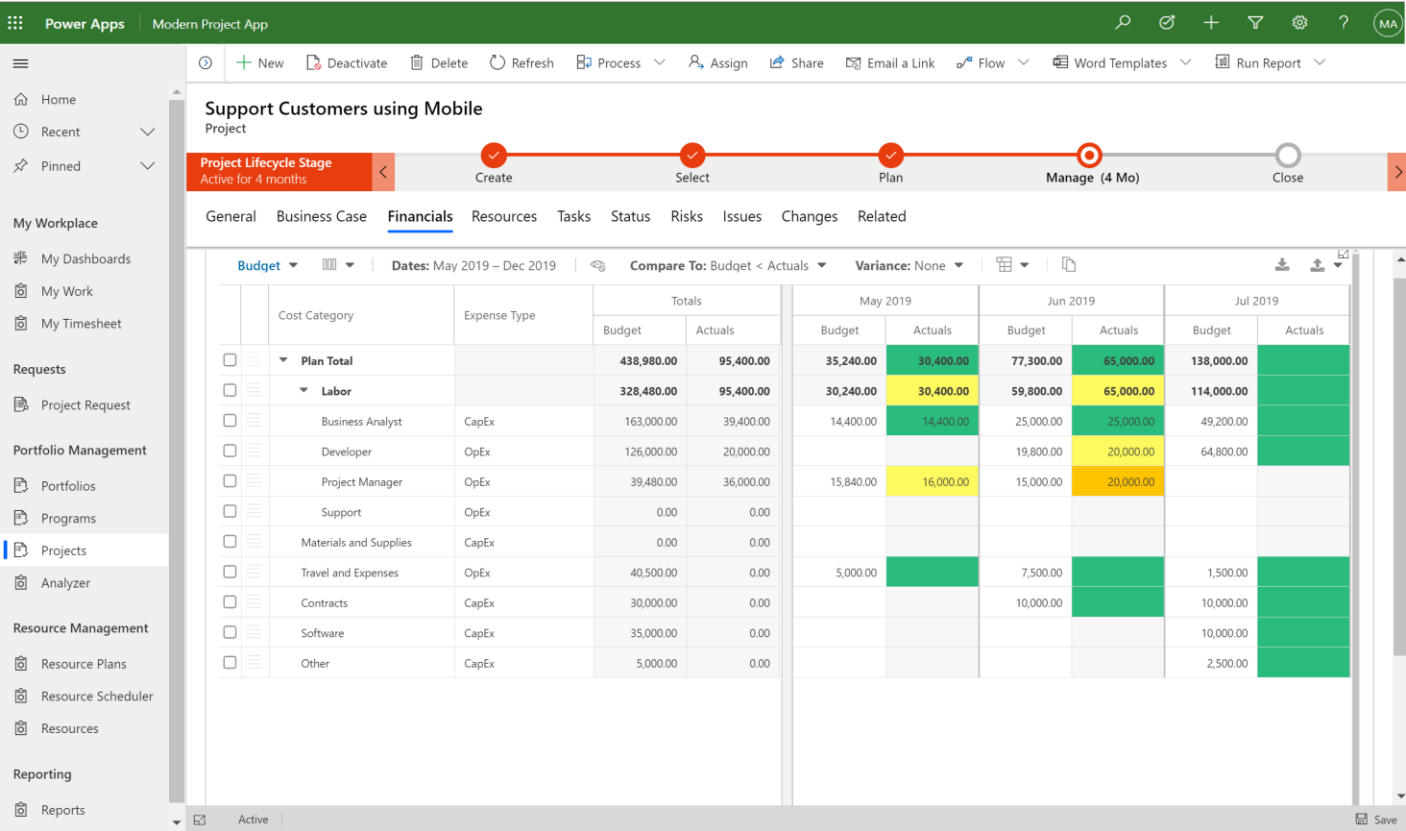 Power Apps Modern Project App MA
New Deactivate Delete Refresh Process Assign Share Email a Link Flow Word Templates Run Report
Home
Recent
Pinned
My Workplace
My Dashboards
My Work
My Timesheet
Requests
Project Request
Portfolio Management
Portfolios
Programs
Projects
Analyzer
Resource Management
Resource Plans
Resource Scheduler
Resources
Reporting
Reports
Support Customers using Mobile
Project
Project Lifecycle Stage
Active for 4 months
Create Select Plan Manage (4 Mo) Close
General Business Case Financials Resources Tasks Status Risks Issues Changes Related
Budget Dates: May 2019 – Dec 2019 Compare To: Budget < Actuals Variance: None
Cost Category Expense Type Totals May 2019 Jun 2019 Jul 2019
Budget Actuals Budget Actuals Budget Actuals Budget Actuals
Plan Total 438,980.00 95,400.00 35,240.00 30,400.00 77,300.00 65,000.00 138,000.00
Labor 328,480.00 95,400.00 30,240.00 30,400.00 59,800.00 65,000.00 114,000.00
Business Analyst CapEx 163,000.00 39,400.00 14,400.00 14,400.00 25,000.00 25,000.00 49,200.00
Developer OpEx 126,000.00 20,000.00 19,800.00 20,000.00 64,800.00
Project Manager OpEx 39,480.00 36,000.00 15,840.00 16,000.00 15,000.00 20,000.00
Support OpEx 0.00 0.00
Materials and Supplies CapEx 0.00 0.00
Travel and Expenses OpEx 40,500.00 0.00 5,000.00 7,500.00 1,500.00
Contracts CapEx 30,000.00 0.00 10,000.00 10,000.00
Software CapEx 35,000.00 0.00 10,000.00
Other CapEx 5,000.00 0.00 2,500.00
Active Save